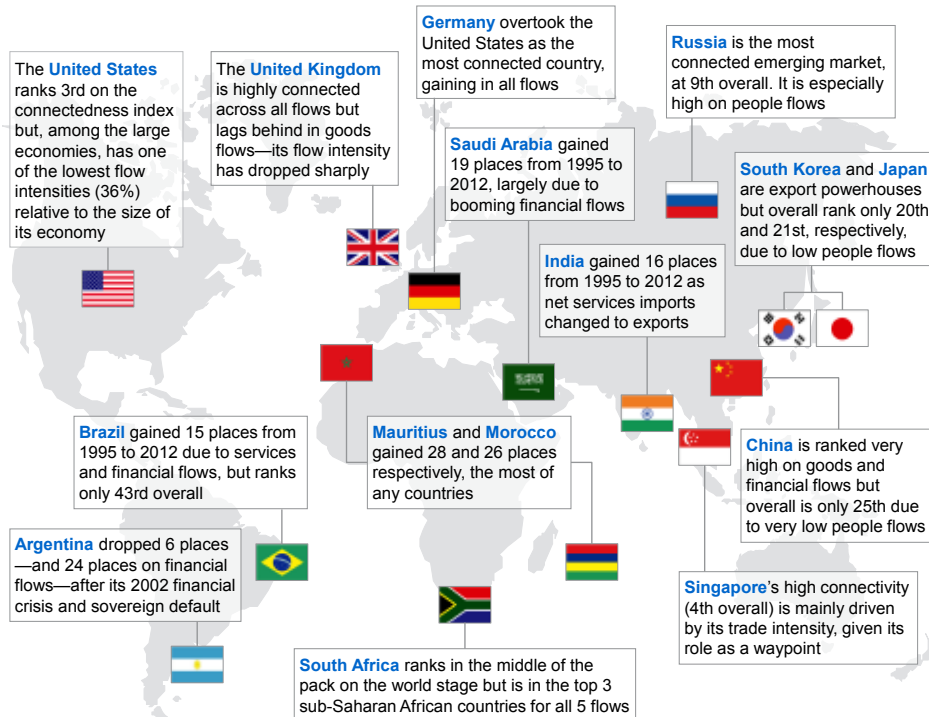 The United States
ranks 3rd on the
connectedness index
but, among the large
economies, has one
of the lowest flow
intensities (36%)
relative to the size of
its economy
The United Kingdom
is highly connected
across all flows but
lags behind in goods
flows—its flow intensity
has dropped sharply
Germany overtook the
United States as the
most connected country,
gaining in all flows
Russia is the most
connected emerging market,
at 9th overall. It is especially
high on people flows
Saudi Arabia gained
19 places from 1995 to
2012, largely due to
booming financial flows
South Korea and Japan
are export powerhouses
but overall rank only 20th
and 21st, respectively,
due to low people flows
India gained 16 places
from 1995 to 2012 as
net services imports
changed to exports
Brazil gained 15 places from
1995 to 2012 due to services
and financial flows, but ranks
only 43rd overall
Mauritius and Morocco
gained 28 and 26 places
respectively, the most of
any countries
China is ranked very
high on goods and
financial flows but
overall is only 25th due
to very low people flows
Argentina dropped 6 places
—and 24 places on financial
flows—after its 2002 financial
crisis and sovereign default
Singapore's high connectivity
(4th overall) is mainly driven
by its trade intensity, given its
role as a waypoint
South Africa ranks in the middle of the
pack on the world stage but is in the top 3
sub-Saharan African countries for all 5 flows